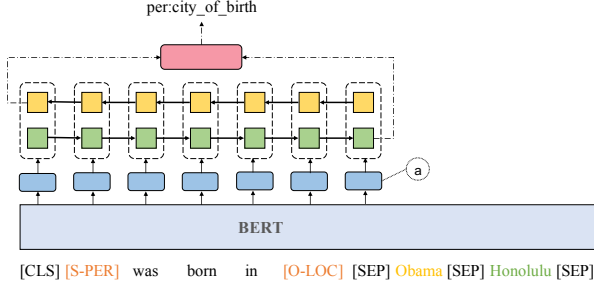 per:city_of_birth
a
BERT
[CLS] [S-PER] was born in [O-LOC] [SEP] Obama [SEP] Honolulu [SEP]